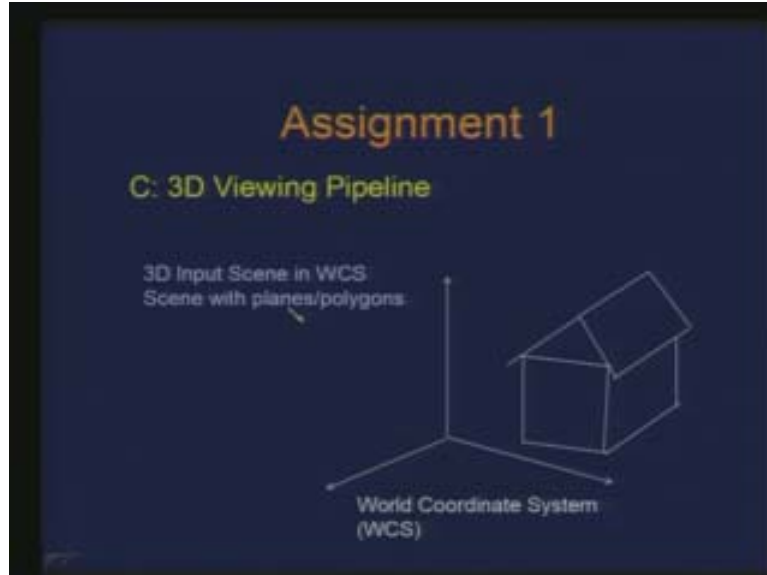 Assignment 1
C: 3D Viewing Pipeline
3D Input Scene in WCS
Scene with planes/polygons
World Coordinate System
(WCS)